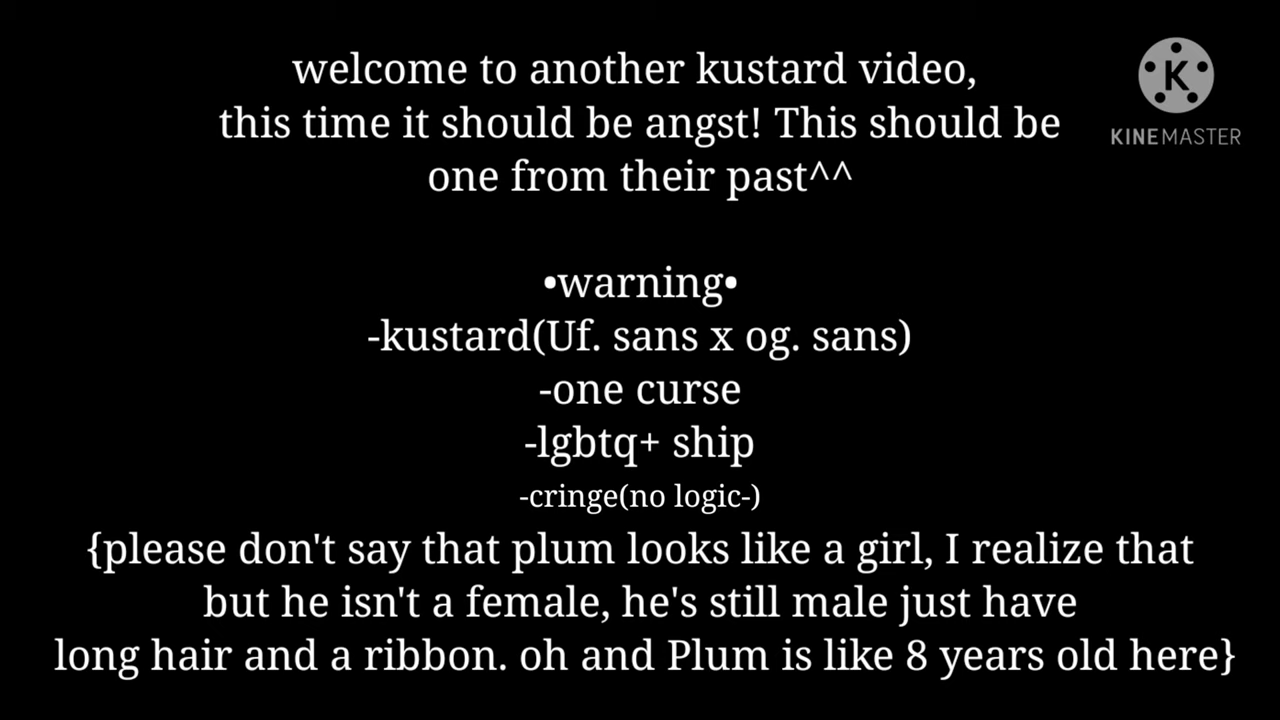 welcome to another kustard video,
this time it should be angst! This should be
one from their past^^
K
KINEMASTER
•warning•
-kustard(Uf. sans x og. sans)
-one curse
-lgbtq+ ship
-cringe(no logic-)
{please don't say that plum looks like a girl, I realize that
but he isn't a female, he's still male just have
long hair and a ribbon. oh and Plum is like 8 years old here}